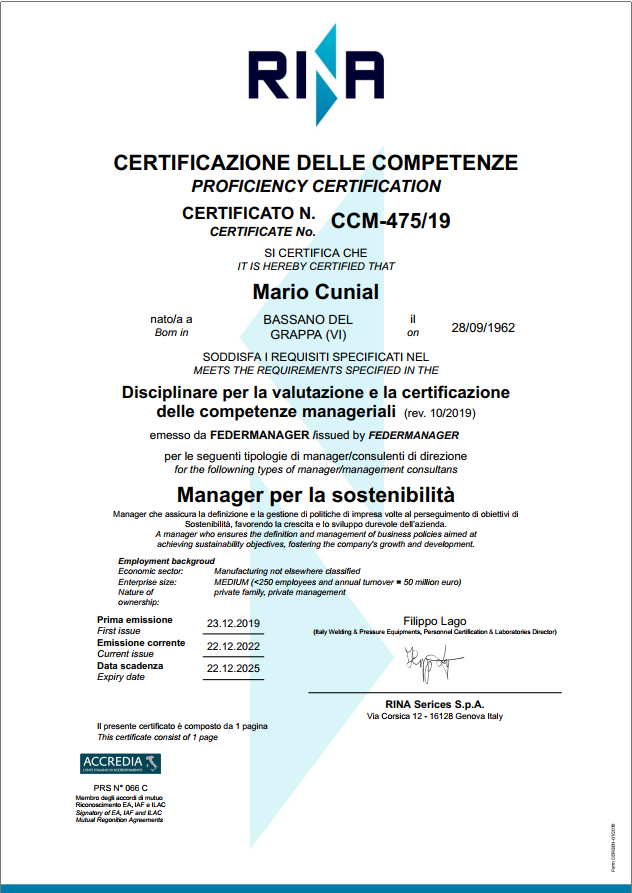 RINA
CERTIFICAZIONE DELLE COMPETENZE
PROFICIENCY CERTIFICATION
CERTIFICATO N. CCM-475/19
CERTIFICATE No.
SI CERTIFICA CHE
IT IS HEREBY CERTIFIED THAT
Mario Cunial
nato/a a BASSANO DEL il 28/09/1962
Born in GRAPPA (VI) on
SODDISFA I REQUISITI SPECIFICATI NEL
MEETS THE REQUIREMENTS SPECIFIED IN THE
Disciplinare per la valutazione e la certificazione
delle competenze manageriali (rev. 10/2019)
emesso da FEDERMANAGER /issued by FEDERMANAGER
per le seguenti tipologie di manager/consulenti di direzione
for the followning types of manager/management consultans
Manager per la sostenibilità
Manager che assicura la definizione e la gestione di politiche di impresa volte al perseguimento di obiettivi di
Sostenibilità, favorendo la crescita e lo sviluppo durevole dell'azienda.
A manager who ensures the definition and management of business policies aimed at
achieving sustainability objectives, fostering the company's growth and development.
Employment backgroud
Economic sector: Manufacturing not elsewhere classified
Enterprise size: MEDIUM (<250 employees and annual turnover = 50 million euro)
Nature of private family, private management
ownership:
Prima emissione 23.12.2019
First issue
Emissione corrente 22.12.2022
Current issue
Data scadenza 22.12.2025
Expiry date
Filippo Lago
(Italy Welding & Pressure Equipments, Personnel Certification & Laboratories Director)
RINA Serices S.p.A.
Via Corsica 12 - 16128 Genova Italy
Il presente certificato è composto da 1 pagina
This certificate consist of 1 page
ACCREDIA
L'ENTE ITALIANO DI ACCREDITAMENTO
PRS N° 066 C
Membro degli accordi di mutuo
Riconoscimento EA, IAF e ILAC
Signatory of EA, IAF and ILAC
Mutual Regonition Agreements